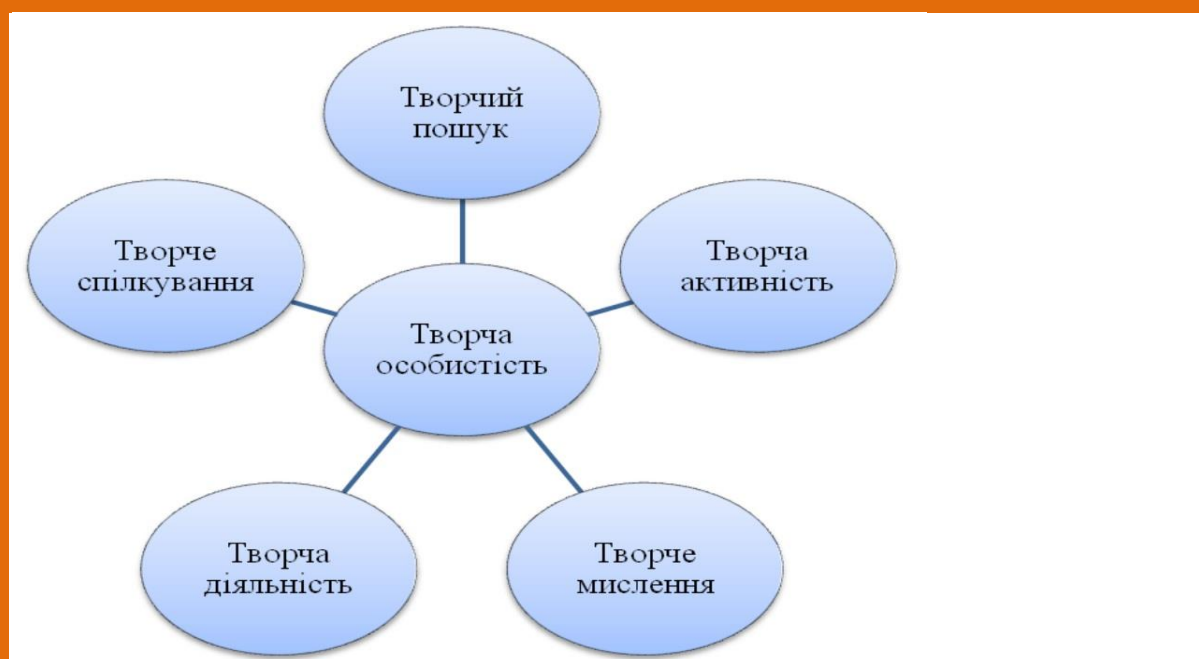 Творчий
пошук
Творче
спілкування
Творча
активність
Творча
особистість
Творча
діяльність
Творче
мислення